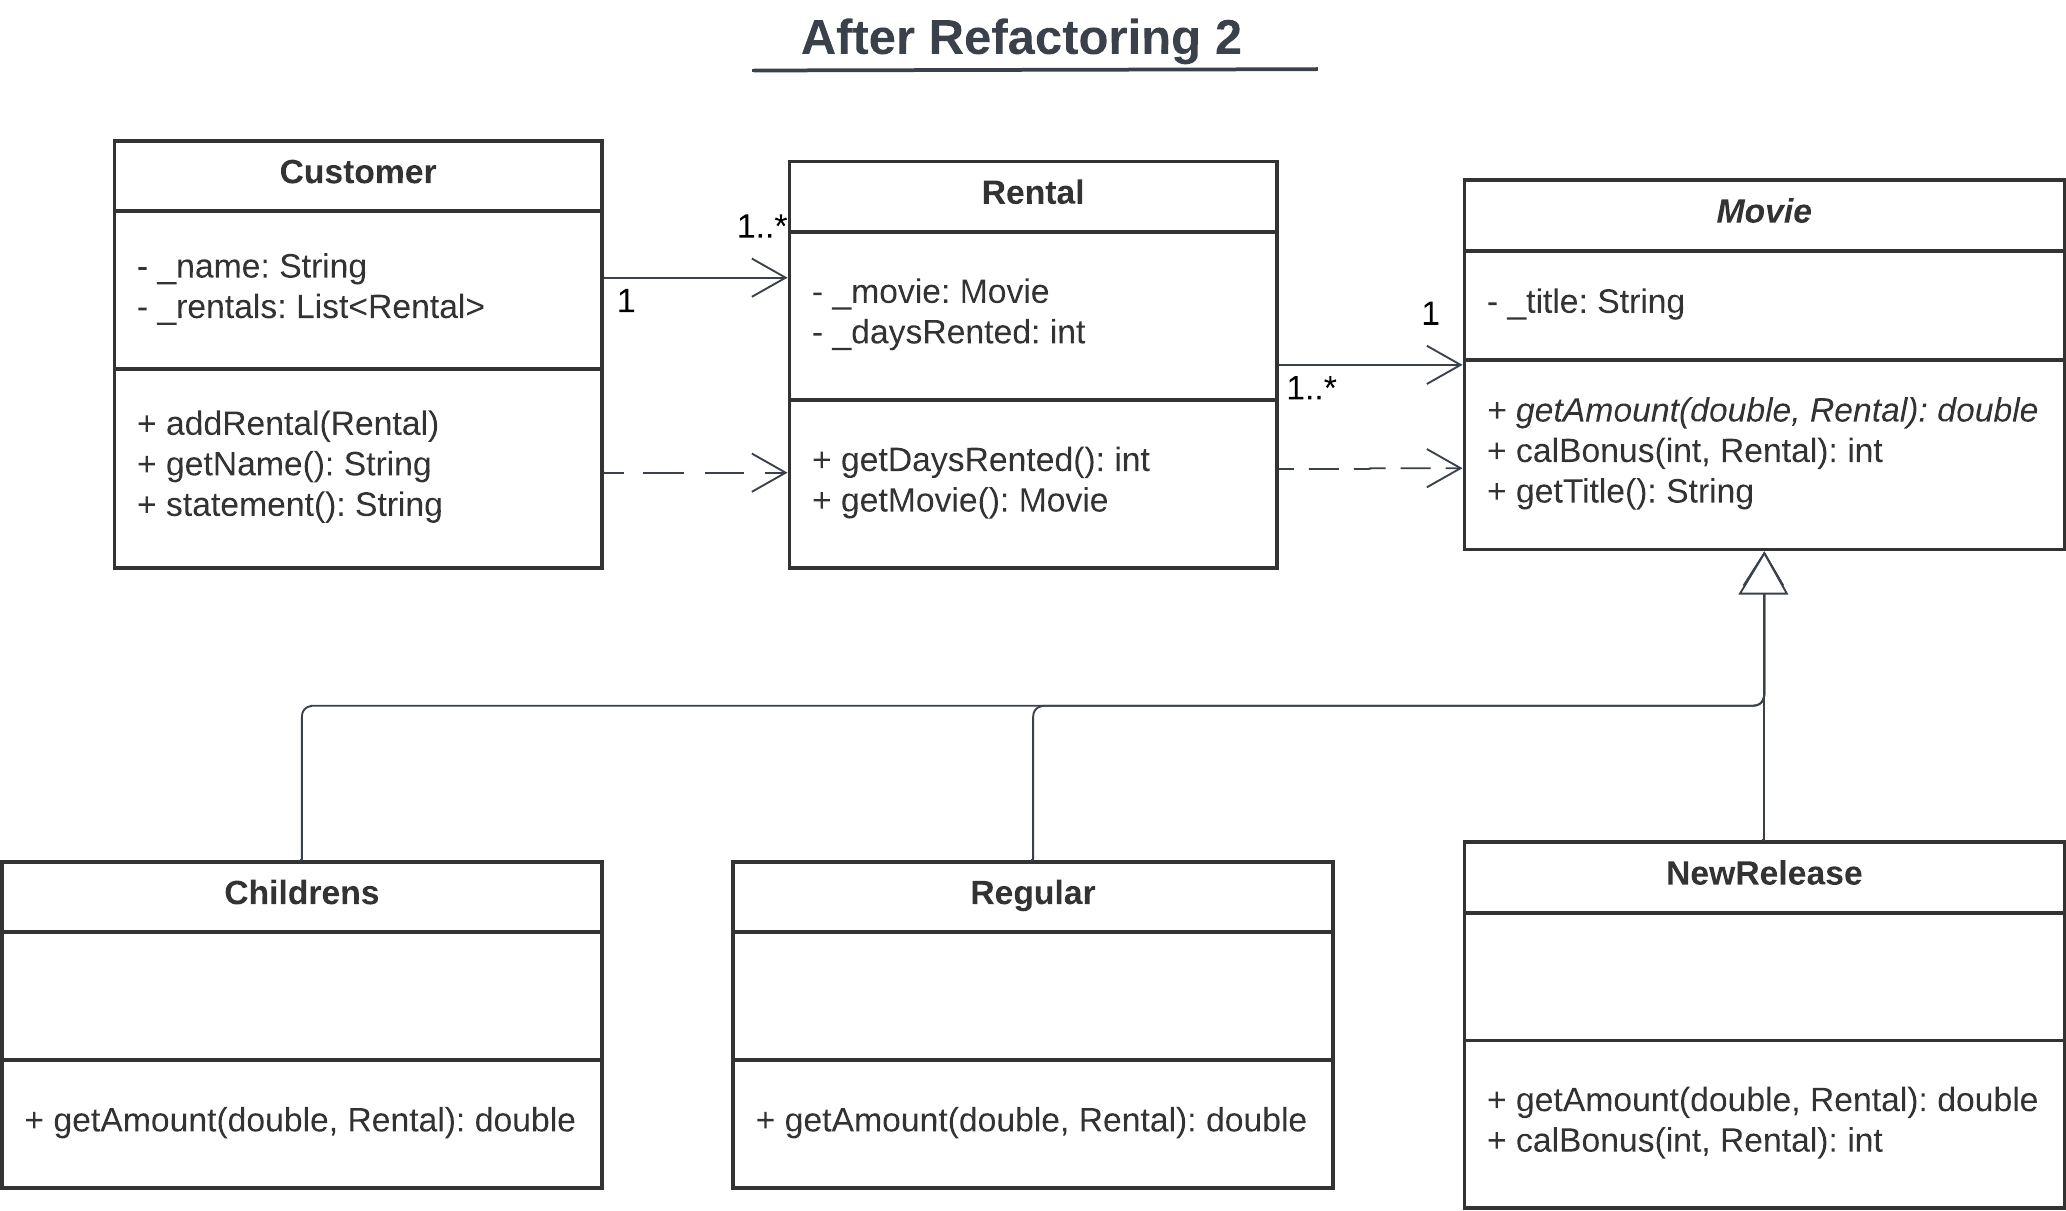 After Refactoring 2
Customer
- _name: String
- _rentals: List<Rental>
+ addRental(Rental)
+ getName(): String
+ statement(): String
1..*
1
Rental
- _movie: Movie
- _daysRented: int
+ getDaysRented(): int
+ getMovie(): Movie
1
1..*
Movie
- _title: String
+ getAmount(double, Rental): double
+ calBonus(int, Rental): int
+ getTitle(): String
Childrens
+ getAmount(double, Rental): double
Regular
+ getAmount(double, Rental): double
NewRelease
+ getAmount(double, Rental): double
+ calBonus(int, Rental): int